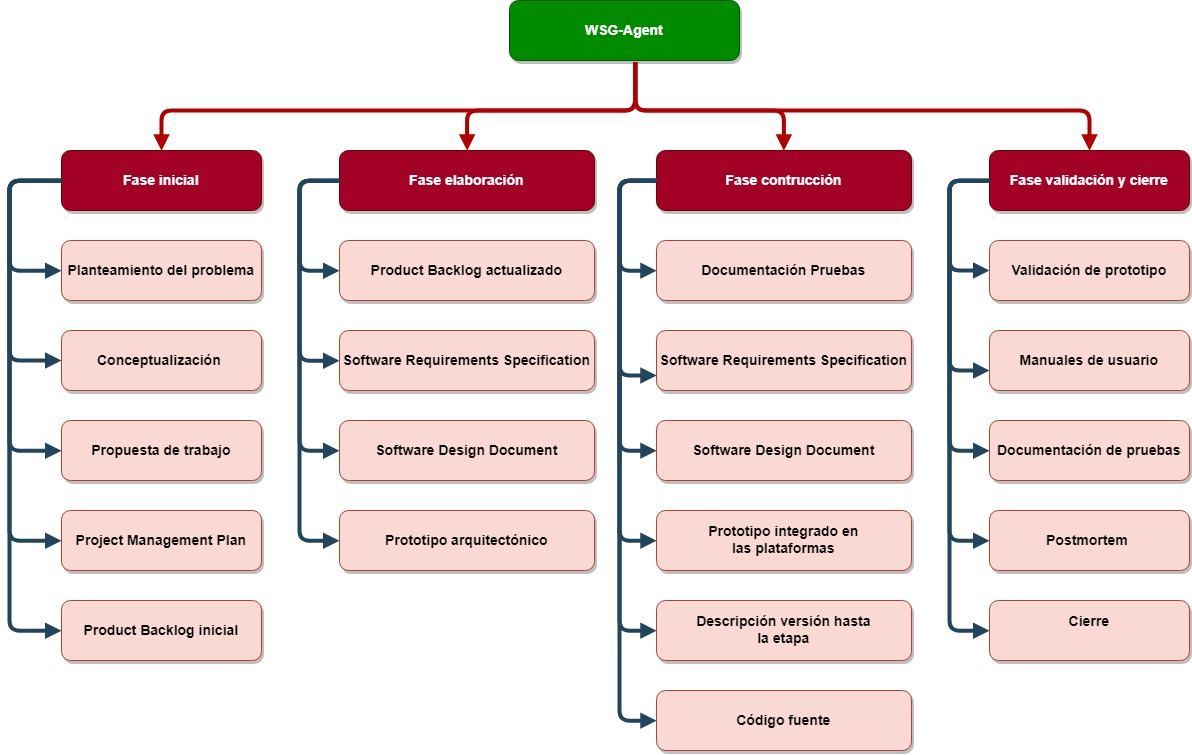 WSG-Agent
Fase inicial
Planteamiento del problema
Conceptualización
Propuesta de trabajo
Project Management Plan
Product Backlog inicial
Fase elaboración
Product Backlog actualizado
Software Requirements Specification
Software Design Document
Prototipo arquitectónico
Fase contrucción
Documentación Pruebas
Software Requirements Specification
Software Design Document
Prototipo integrado en
las plataformas
Descripción versión hasta
la etapa
Código fuente
Fase validación y cierre
Validación de prototipo
Manuales de usuario
Documentación de pruebas
Postmortem
Cierre